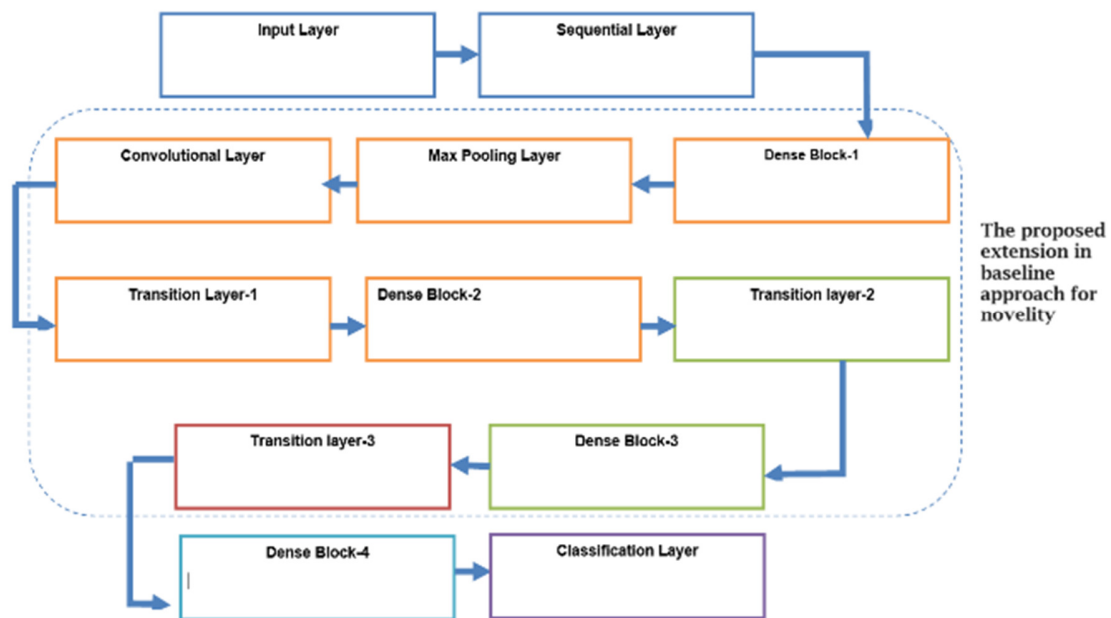 Input Layer
Sequential Layer
Convolutional Layer
Max Pooling Layer
Dense Block-1
The proposed
extension in
baseline
approach for
novelity
Transition Layer-1
Dense Block-2
Transition layer-2
Transition layer-3
Dense Block-3
Dense Block-4
Classification Layer